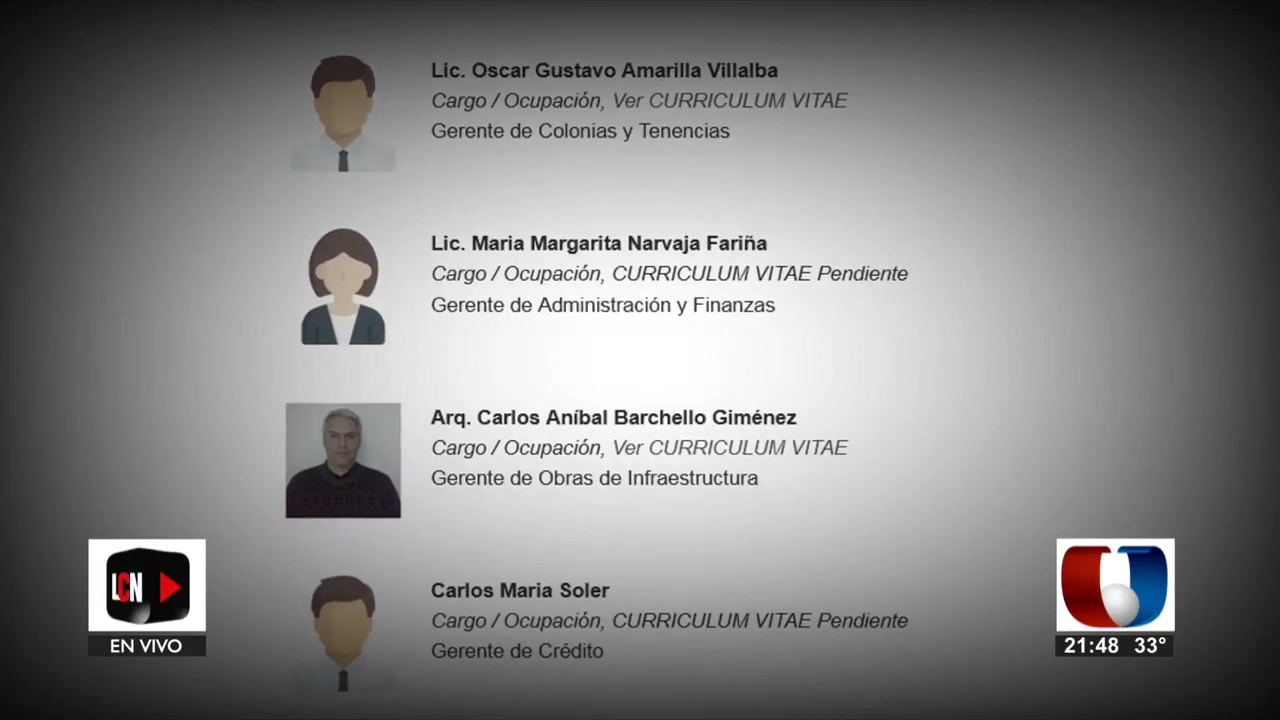 Lic. Oscar Gustavo Amarilla Villalba
Cargo / Ocupación, Ver CURRICULUM VITAE
Gerente de Colonias y Tenencias
Lic. Maria Margarita Narvaja Fariña
Cargo / Ocupación, CURRICULUM VITAE Pendiente
Gerente de Administración y Finanzas
Arq. Carlos Aníbal Barchello Giménez
Cargo / Ocupación, Ver CURRICULUM VITAE
Gerente de Obras de Infraestructura
Carlos Maria Soler
Cargo / Ocupación, CURRICULUM VITAE Pendiente
Gerente de Crédito
LCN
EN VIVO
21:48 33°